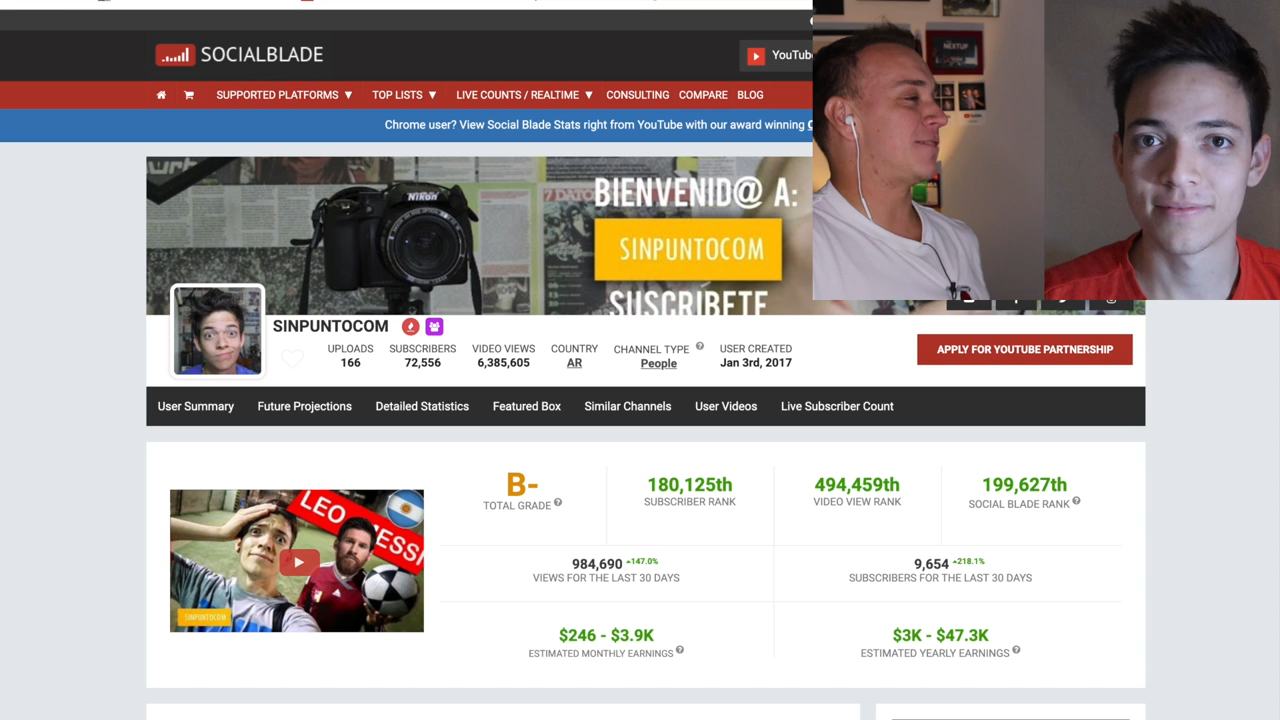 SOCIALBLADE
YouTu
SUPPORTED PLATFORMS ▼ TOP LISTS ▼ LIVE COUNTS / REALTIME ▼ CONSULTING COMPARE BLOG
Chrome user? View Social Blade Stats right from YouTube with our award winning
NEXTUP
Nikon
7 DATO
BIENVENID@ A:
SINPUNTOCOM
SUSCRIBETE
SINPUNTOCOM
UPLOADS SUBSCRIBERS VIDEO VIEWS COUNTRY CHANNEL TYPE USER CREATED
166 72,556 6,385,605 AR People Jan 3rd, 2017
APPLY FOR YOUTUBE PARTNERSHIP
User Summary Future Projections Detailed Statistics Featured Box Similar Channels User Videos Live Subscriber Count
LEO MESSI
SINPUNTOCOM
B- 180,125th 494,459th 199,627th
TOTAL GRADE SUBSCRIBER RANK VIDEO VIEW RANK SOCIAL BLADE RANK
984,690 +147.0% 9,654 +218.1%
VIEWS FOR THE LAST 30 DAYS SUBSCRIBERS FOR THE LAST 30 DAYS
$246 - $3.9K $3K - $47.3K
ESTIMATED MONTHLY EARNINGS ESTIMATED YEARLY EARNINGS